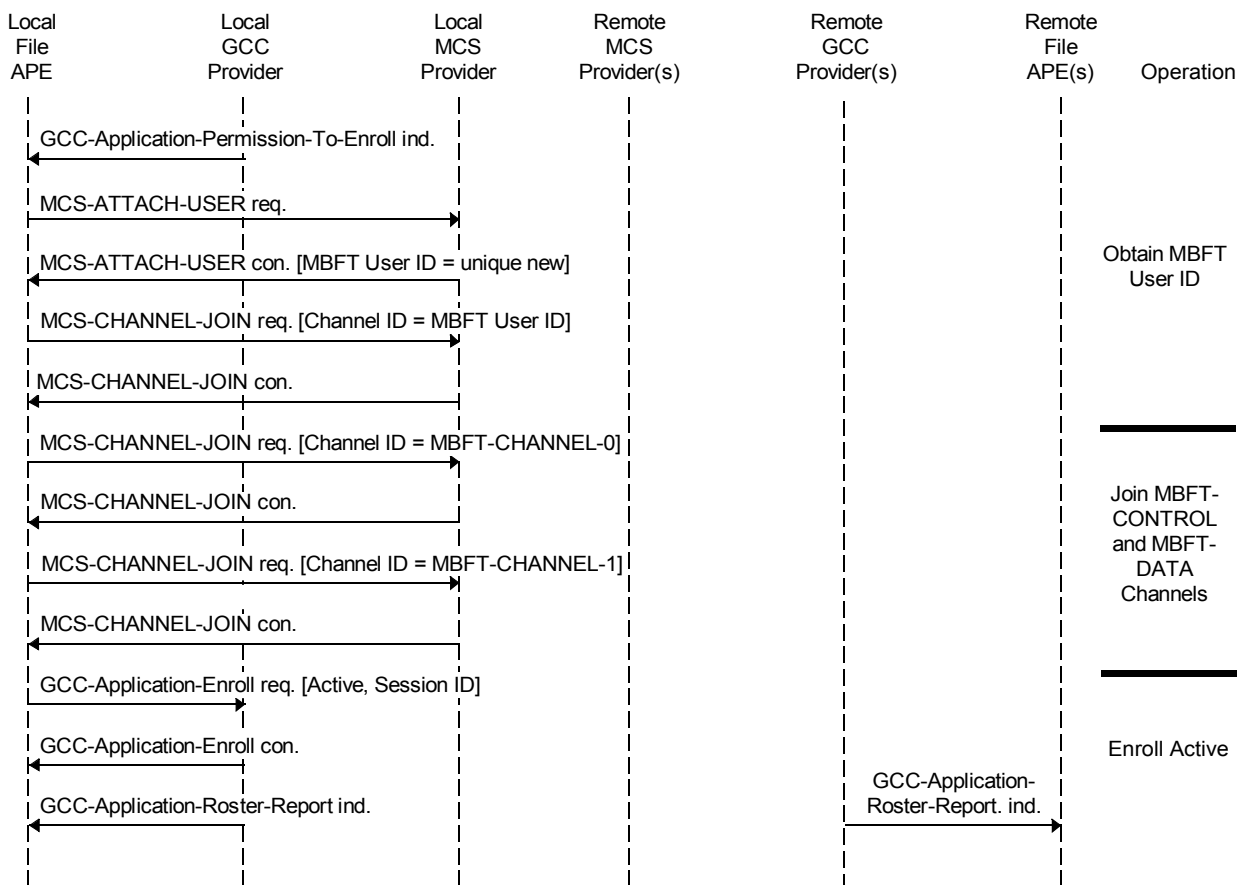 Local
File
APE
Local
GCC
Provider
Local
MCS
Provider
Remote
MCS
Provider(s)
Remote
GCC
Provider(s)
Remote
File
APE(s)
Operation
GCC-Application-Permission-To-Enroll ind.
MCS-ATTACH-USER req.
MCS-ATTACH-USER con. [MBFT User ID = unique new]
MCS-CHANNEL-JOIN req. [Channel ID = MBFT User ID]
MCS-CHANNEL-JOIN con.
Obtain MBFT
User ID
MCS-CHANNEL-JOIN req. [Channel ID = MBFT-CHANNEL-0]
MCS-CHANNEL-JOIN con.
MCS-CHANNEL-JOIN req. [Channel ID = MBFT-CHANNEL-1]
MCS-CHANNEL-JOIN con.
Join MBFT-
CONTROL
and MBFT-
DATA
Channels
GCC-Application-Enroll req. [Active, Session ID]
GCC-Application-Enroll con.
GCC-Application-Roster-Report ind.
GCC-Application-
Roster-Report. ind.
Enroll Active